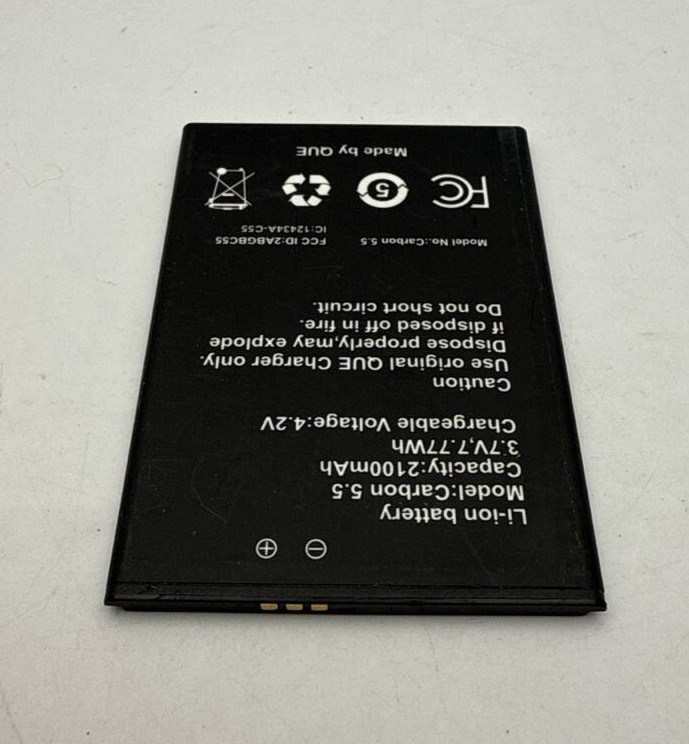 ⊖ ⊕
Li-ion battery
Model:Carbon 5.5
Capacity:2100mAh
3.7V,7.77Wh
Chargeable Voltage:4.2V
Caution
Use original QUE Charger only.
Dispose properly,may explode
if disposed off in fire.
Do not short circuit.
Model No.:Carbon 5.5 FCC ID:2ABGBC55
IC:12434A-C55
FC 5
Made by QUE